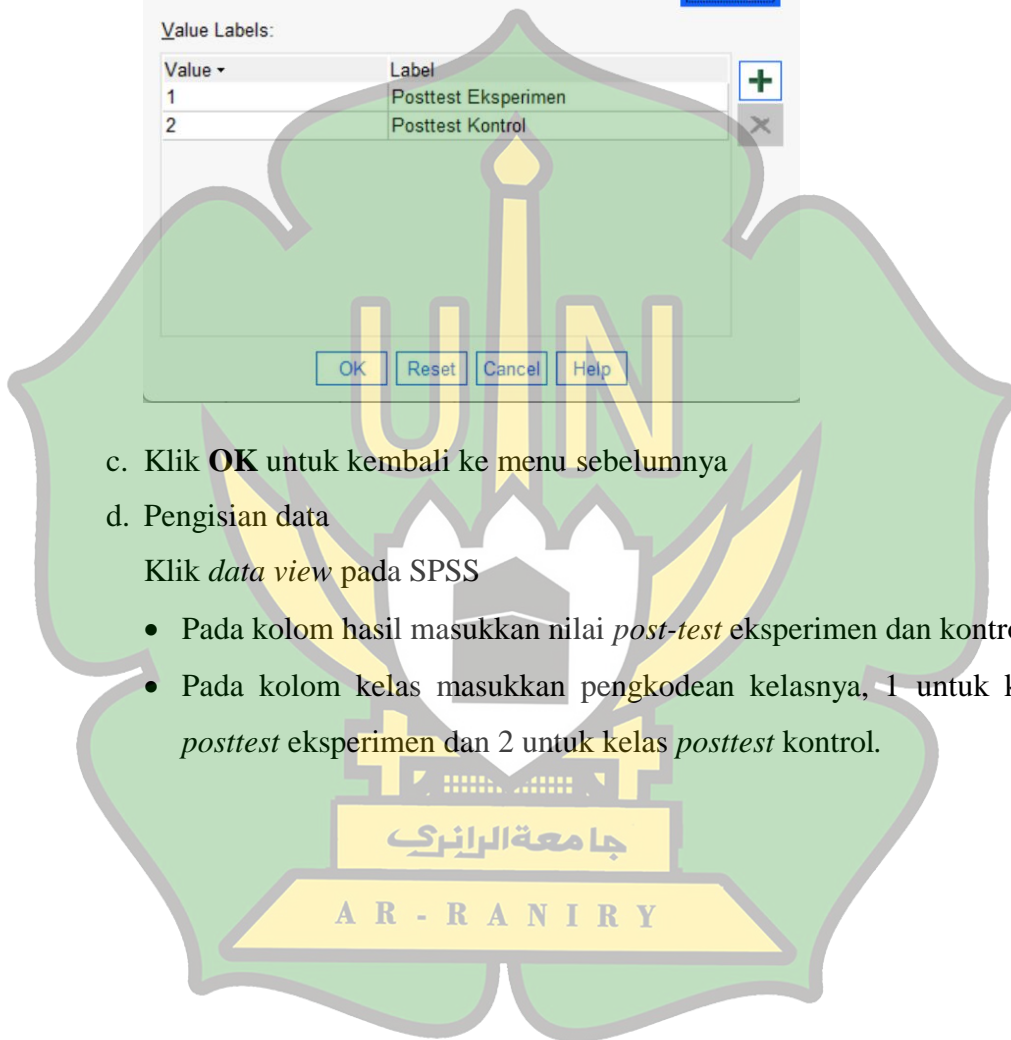 Value Labels:
Value Label
1 Posttest Eksperimen
2 Posttest Kontrol
UIN
OK Reset Cancel Help
c. Klik OK untuk kembali ke menu sebelumnya
d. Pengisian data
Klik data view pada SPSS
• Pada kolom hasil masukkan nilai post-test eksperimen dan
• Pada kolom kelas masukkan pengkodean kelasnya, 1 untuk
posttest eksperimen dan 2 untuk kelas posttest kontrol.
جامعة الرانري
AR-RANIRY